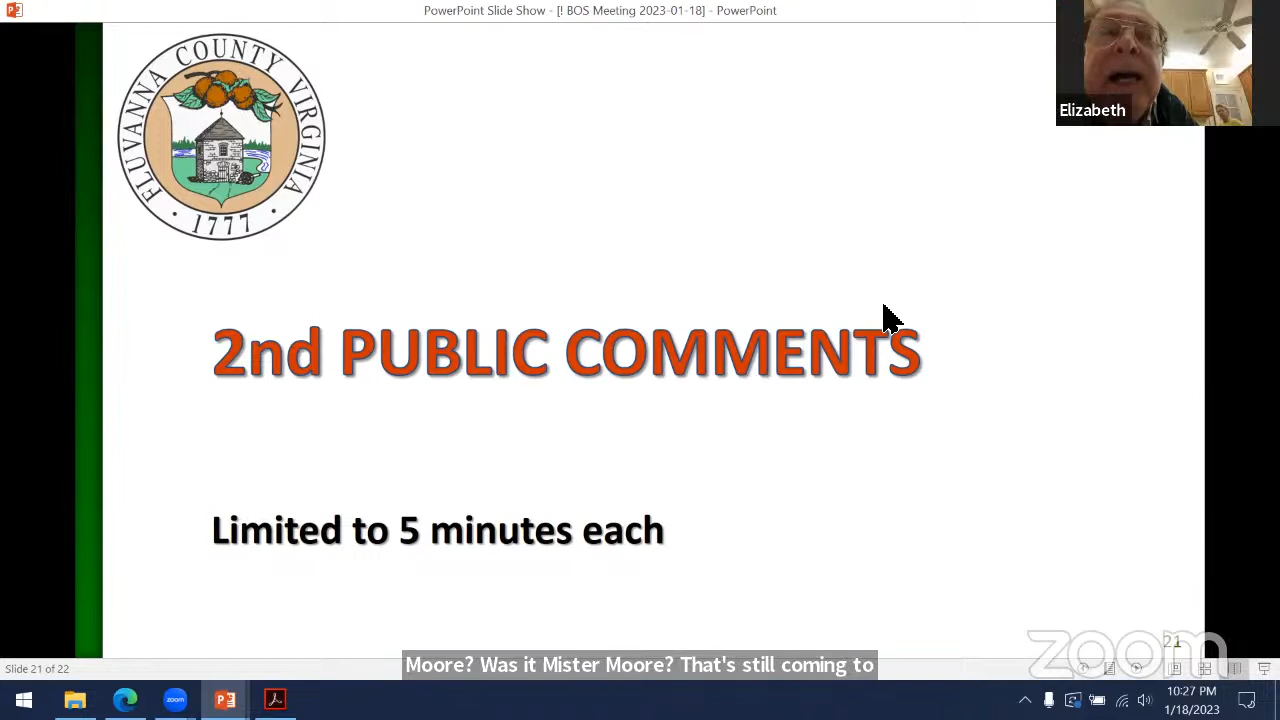 PowerPoint Slide Show - [! BOS Meeting 2023-01-18] - PowerPoint
FLUVANNA COUNTY VIRGINIA
• 1777 •
Elizabeth
2nd PUBLIC COMMENTS
Limited to 5 minutes each
21
zoom
Moore? Was it Mister Moore? That's still coming to
Slide 21 of 22
zoom
10:27 PM
1/18/2023